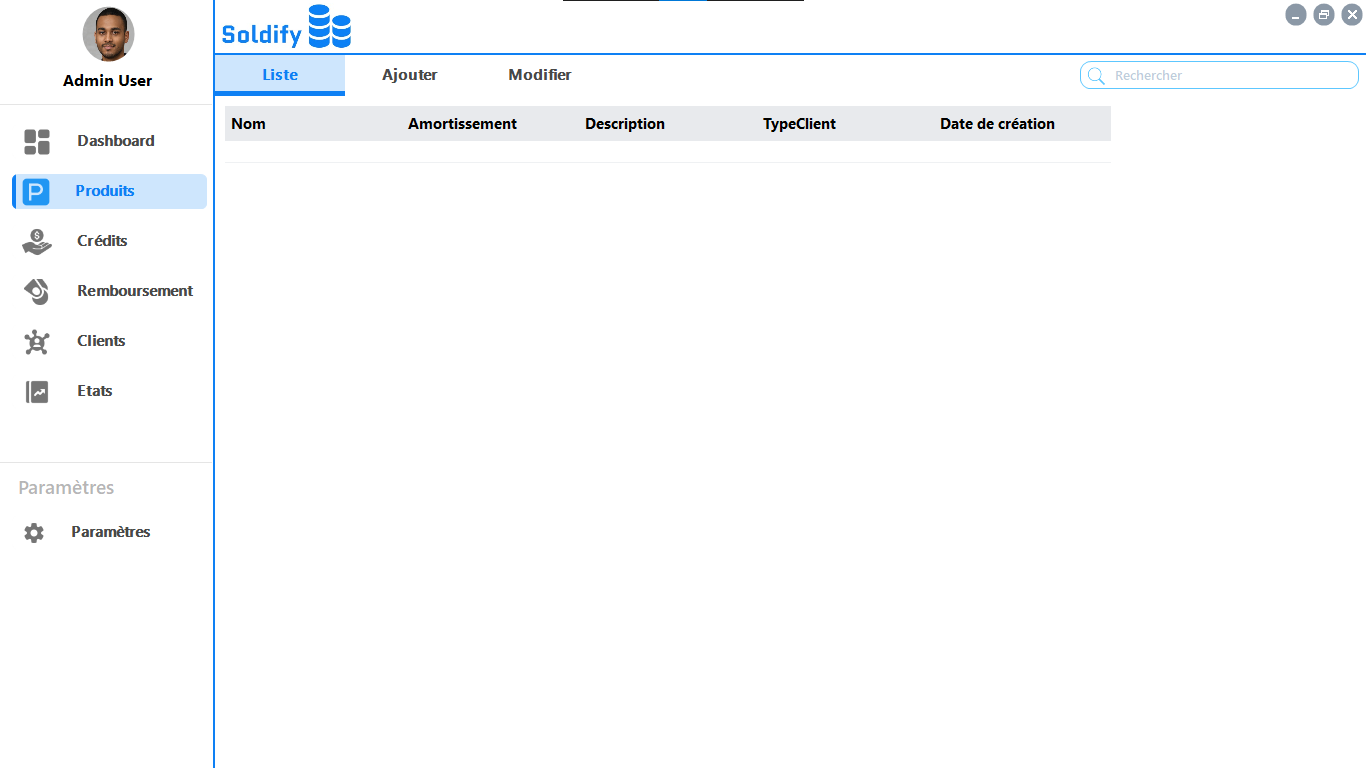 Admin User
Dashboard
Produits
Crédits
Remboursement
Clients
Etats
Paramètres
Paramètres
Soldify
Liste Ajouter Modifier Rechercher
Nom Amortissement Description TypeClient Date de création